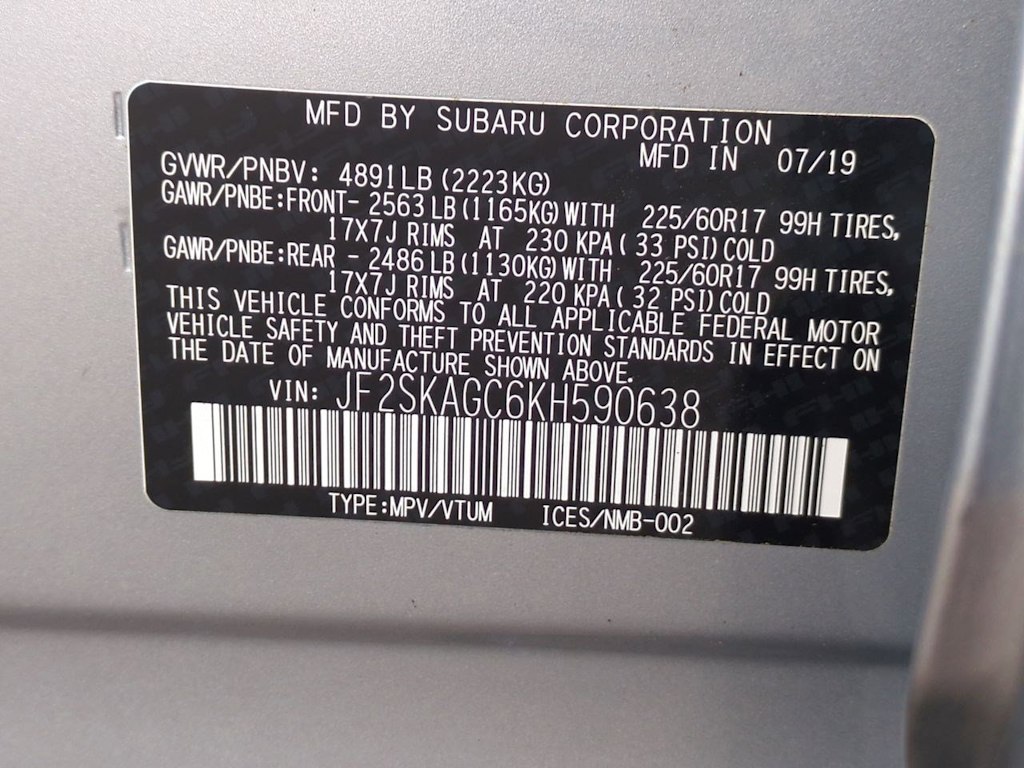 MFD BY SUBARU CORPORATION
MFD IN 07/19
GVWR/PNBV: 4891LB (2223KG)
GAWR/PNBE:FRONT- 2563 LB (1165KG) WITH 225/60R17 99H TIRES,
17X7J RIMS AT 230 KPA( 33 PSI) COLD
GAWR/PNBE:REAR - 2486 LB (1130KG) WITH 225/60R17 99H TIRES,
17X7J RIMS AT 220 KPA( 32 PSI) COLD
THIS VEHICLE CONFORMS TO ALL APPLICABLE FEDERAL MOTOR
VEHICLE SAFETY AND THEFT PREVENTION STANDARDS IN EFFECT ON
THE DATE OF MANUFACTURE SHOWN ABOVE.
VIN: JF2SKAGC6KH590638
TYPE:MPV/VTUM ICES/NMB-002